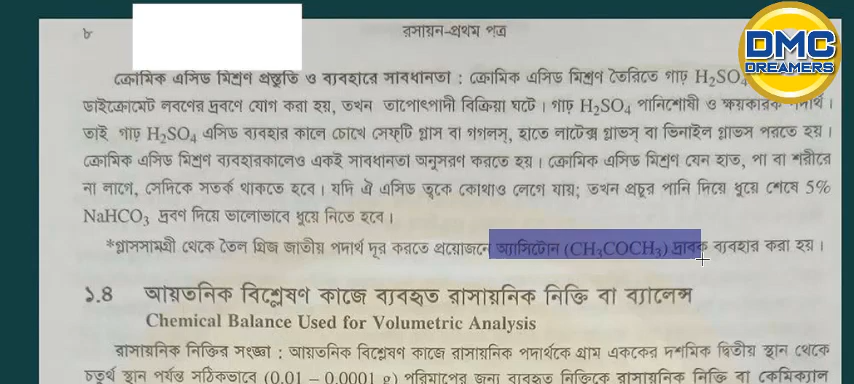 ৮
রসায়ন-প্রথম পত্র
DMC
DREAMERS
ক্রোমিক এসিড মিশ্রণ প্রস্তুতি ও ব্যবহারে সাবধানতা : ক্রোমিক এসিড মিশ্রণ তৈরিতে গাঢ় H₂SO₄
ডাইক্রোমেট লবণের দ্রবণে যোগ করা হয়, তখন তাপোৎপাদী বিক্রিয়া ঘটে। গাঢ় H₂SO₄ পানিশোষী ও ক্ষয়কারক পদার্থ।
তাই গাঢ় H₂SO₄ এসিড ব্যবহার কালে চোখে সেফ্‌টি গ্লাস বা গগলস্, হাতে লাটেক্স গ্লাভস্ বা ভিনাইল গ্লাভস পরতে হয়।
ক্রোমিক এসিড মিশ্রণ ব্যবহারকালেও একই সাবধানতা অনুসরণ করতে হয়। ক্রোমিক এসিড মিশ্রণ যেন হাত, পা বা শরীরে
না লাগে, সেদিকে সতর্ক থাকতে হবে। যদি ঐ এসিড ত্বকে কোথাও লেগে যায়; তখন প্রচুর পানি দিয়ে ধুয়ে শেষে 5%
NaHCO₃ দ্রবণ দিয়ে ভালোভাবে ধুয়ে নিতে হবে।
*গ্লাসসামগ্রী থেকে তৈল গ্রিজ জাতীয় পদার্থ দূর করতে প্রয়োজনে অ্যাসিটোন (CH₃COCH₃) দ্রাবক ব্যবহার করা হয়।
১.৪ আয়তনিক বিশ্লেষণ কাজে ব্যবহৃত রাসায়নিক নিক্তি বা ব্যালেন্স
Chemical Balance Used for Volumetric Analysis
রাসায়নিক নিক্তির সংজ্ঞা : আয়তনিক বিশ্লেষণ কাজে রাসায়নিক পদার্থকে গ্রাম এককের দশমিক দ্বিতীয় স্থান থেকে
চতুর্থ স্থান পর্যন্ত সঠিকভাবে (0.01 – 0.0001 g) পরিমাপের জন্য ব্যবহৃত নিক্তিকে রাসায়নিক নিক্তি বা কেমিক্যাল